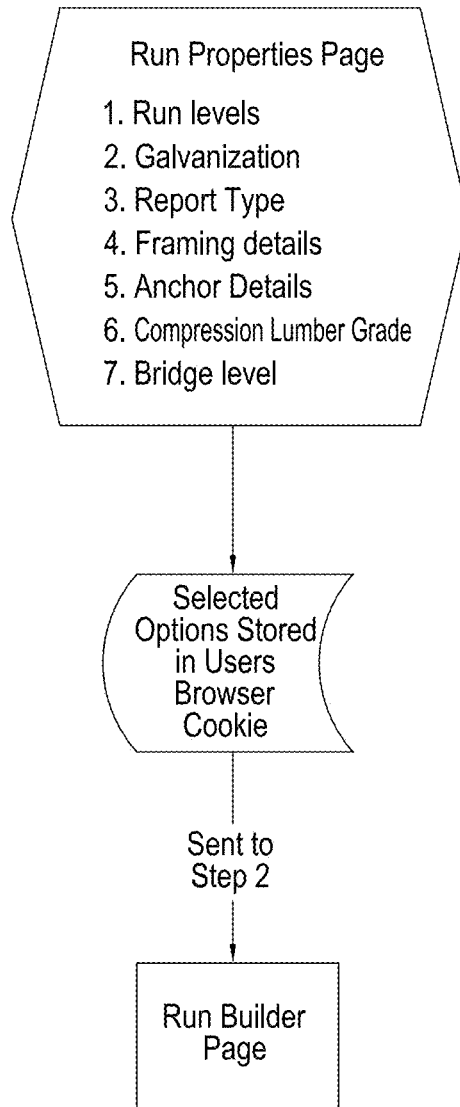 Run Properties Page
1. Run levels
2. Galvanization
3. Report Type
4. Framing details
5. Anchor Details
6. Compression Lumber Grade
7. Bridge level
Selected
Options Stored
in Users
Browser
Cookie
Sent to
Step 2
Run Builder
Page